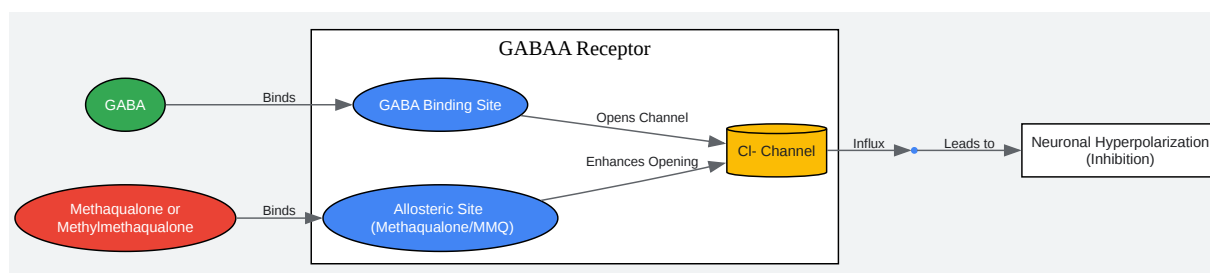 GABAA Receptor
GABA
Binds
GABA Binding Site
Opens Channel
Cl- Channel
Influx
Leads to
Neuronal Hyperpolarization
(Inhibition)
Enhances Opening
Methaqualone or
Methylmethaqualone
Binds
Allosteric Site
(Methaqualone/MMQ)